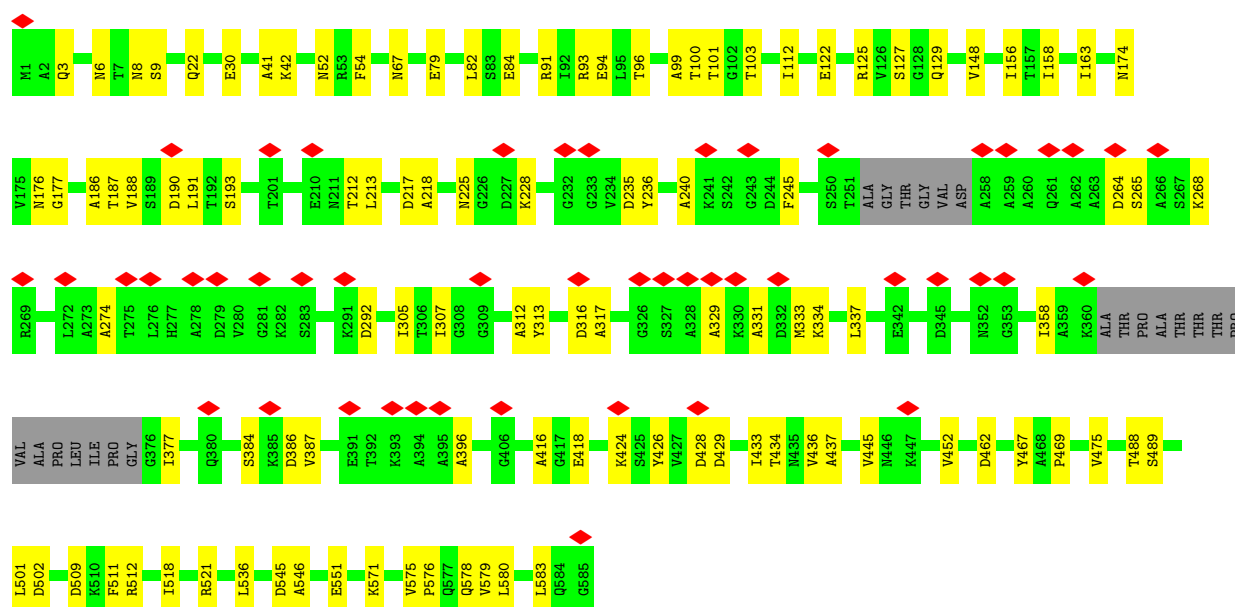 M1 A2 Q3 N6 T7 N8 S9 Q22 E30 A41 K42 N52 R53 F54 N67 E79 L82 S83 E84 R91 I92 R93 E94 L95 T96 A99 T100 T101 G102 T103 I112 E122 R125 V126 S127 G128 Q129 V148 I156 T157 I158 I163 N174
V175 N176 G177 A186 T187 V188 S189 D190 L191 T192 S193 T201 E210 N211 T212 L213 D217 A218 N225 G226 D227 K228 G232 G233 V234 D235 Y236 A240 K241 S242 G243 D244 F245 S250 T251 ALA GLY THR GLY VAL ASP A258 A259 A260 Q261 A262 A263 D264 S265 A266 S267 K268
R269 L272 A273 A274 T275 L276 H277 A278 D279 V280 G281 K282 S283 K291 D292 I305 T306 I307 G308 G309 A312 Y313 D316 A317 G326 S327 A328 A329 K330 A331 D332 M333 K334 L337 E342 D345 N352 G353 I358 A359 K360 ALA THR PRO ALA THR THR THR PRO
VAL ALA PRO LEU ILE PRO GLY G376 I377 Q380 S384 K385 D386 V387 E391 T392 K393 A394 A395 A396 G406 A416 G417 E418 K424 S425 Y426 V427 D428 D429 I433 T434 N435 V436 A437 V445 N446 K447 V452 D462 Y467 A468 P469 V475 T488 S489
L501 D502 D509 K510 F511 R512 I518 R521 L536 D545 A546 E551 K571 V575 P576 Q577 Q578 V579 L580 L583 Q584 G585